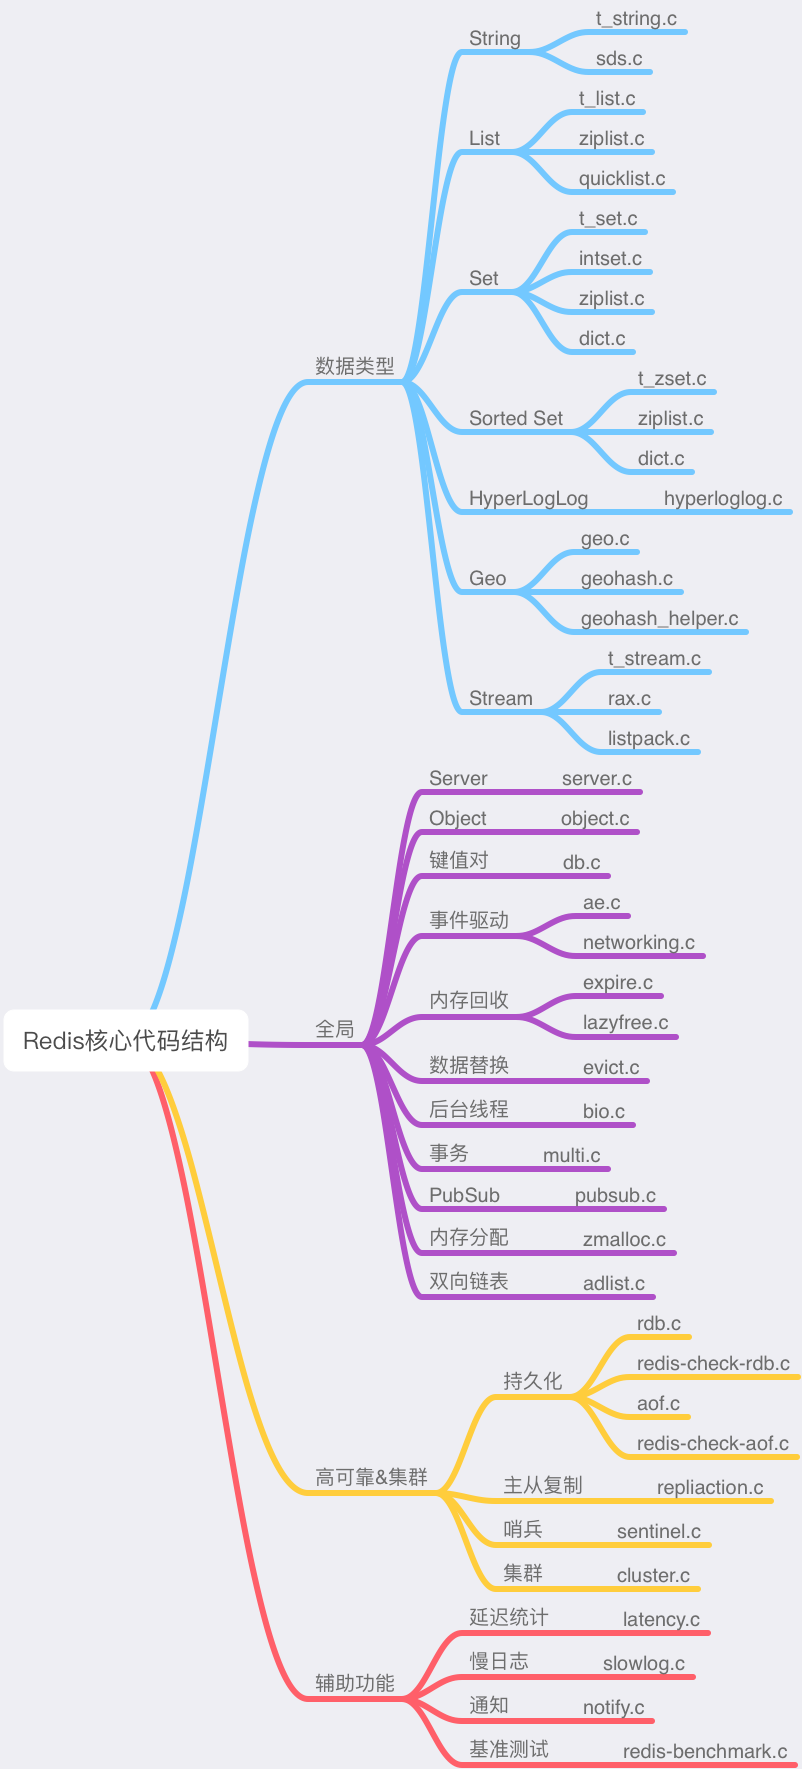 Redis核心代码结构
数据类型
String
t_string.c
sds.c
List
t_list.c
ziplist.c
quicklist.c
Set
t_set.c
intset.c
ziplist.c
dict.c
Sorted Set
t_zset.c
ziplist.c
dict.c
HyperLogLog
hyperloglog.c
Geo
geo.c
geohash.c
geohash_helper.c
Stream
t_stream.c
rax.c
listpack.c
全局
Server
server.c
Object
object.c
键值对
db.c
事件驱动
ae.c
networking.c
内存回收
expire.c
lazyfree.c
数据替换
evict.c
后台线程
bio.c
事务
multi.c
PubSub
pubsub.c
内存分配
zmalloc.c
双向链表
adlist.c
高可靠&集群
持久化
rdb.c
redis-check-rdb.c
aof.c
redis-check-aof.c
主从复制
repliaction.c
哨兵
sentinel.c
集群
cluster.c
辅助功能
延迟统计
latency.c
慢日志
slowlog.c
通知
notify.c
基准测试
redis-benchmark.c